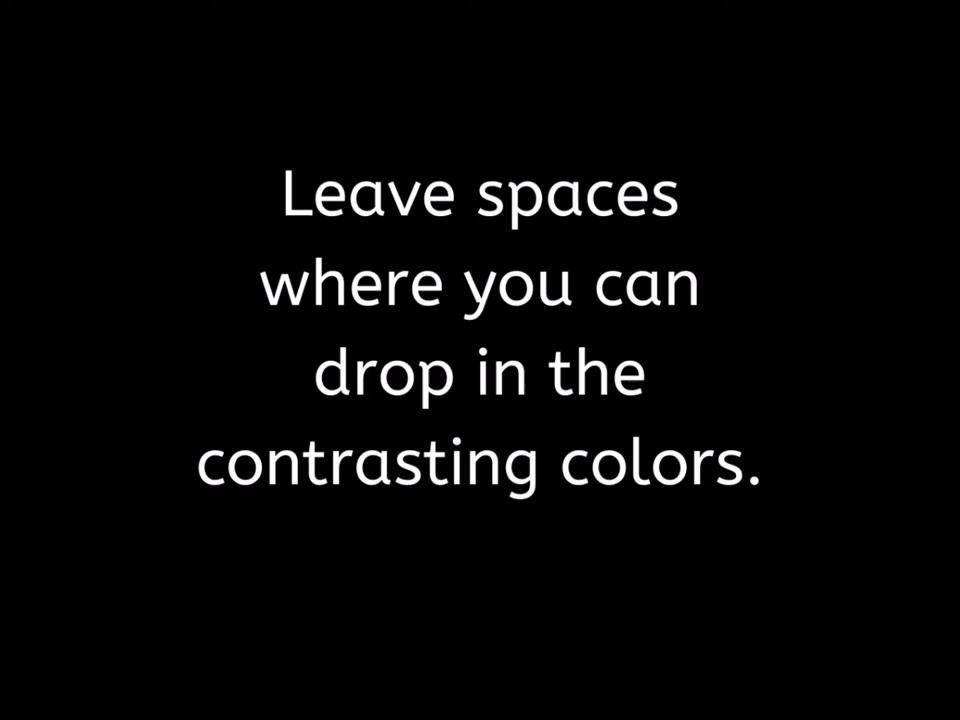 Leave spaces
where you can
drop in the
contrasting colors.